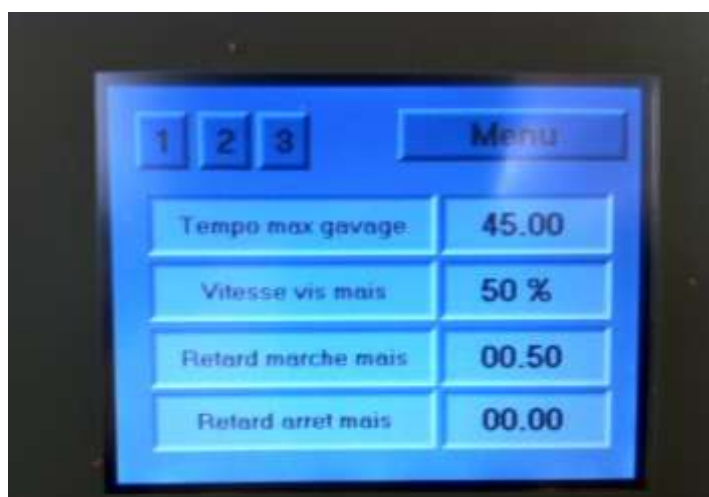 1 2 3 Menu
Tempo max gavage 45.00
Vitesse vis mais 50 %
Retard marche mais 00.50
Retard arret mais 00.00